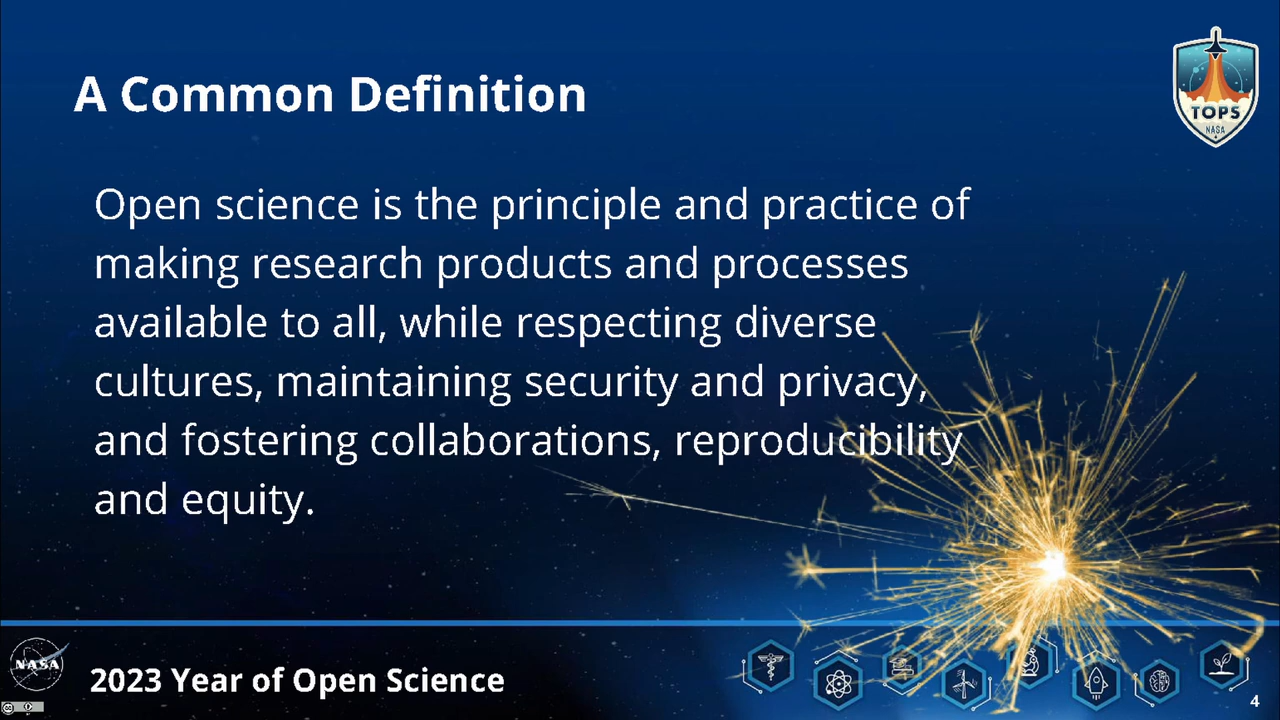 A Common Definition
TOPS
NASA
Open science is the principle and practice of
making research products and processes
available to all, while respecting diverse
cultures, maintaining security and privacy,
and fostering collaborations, reproducibility
and equity.
NASA
2023 Year of Open Science
4